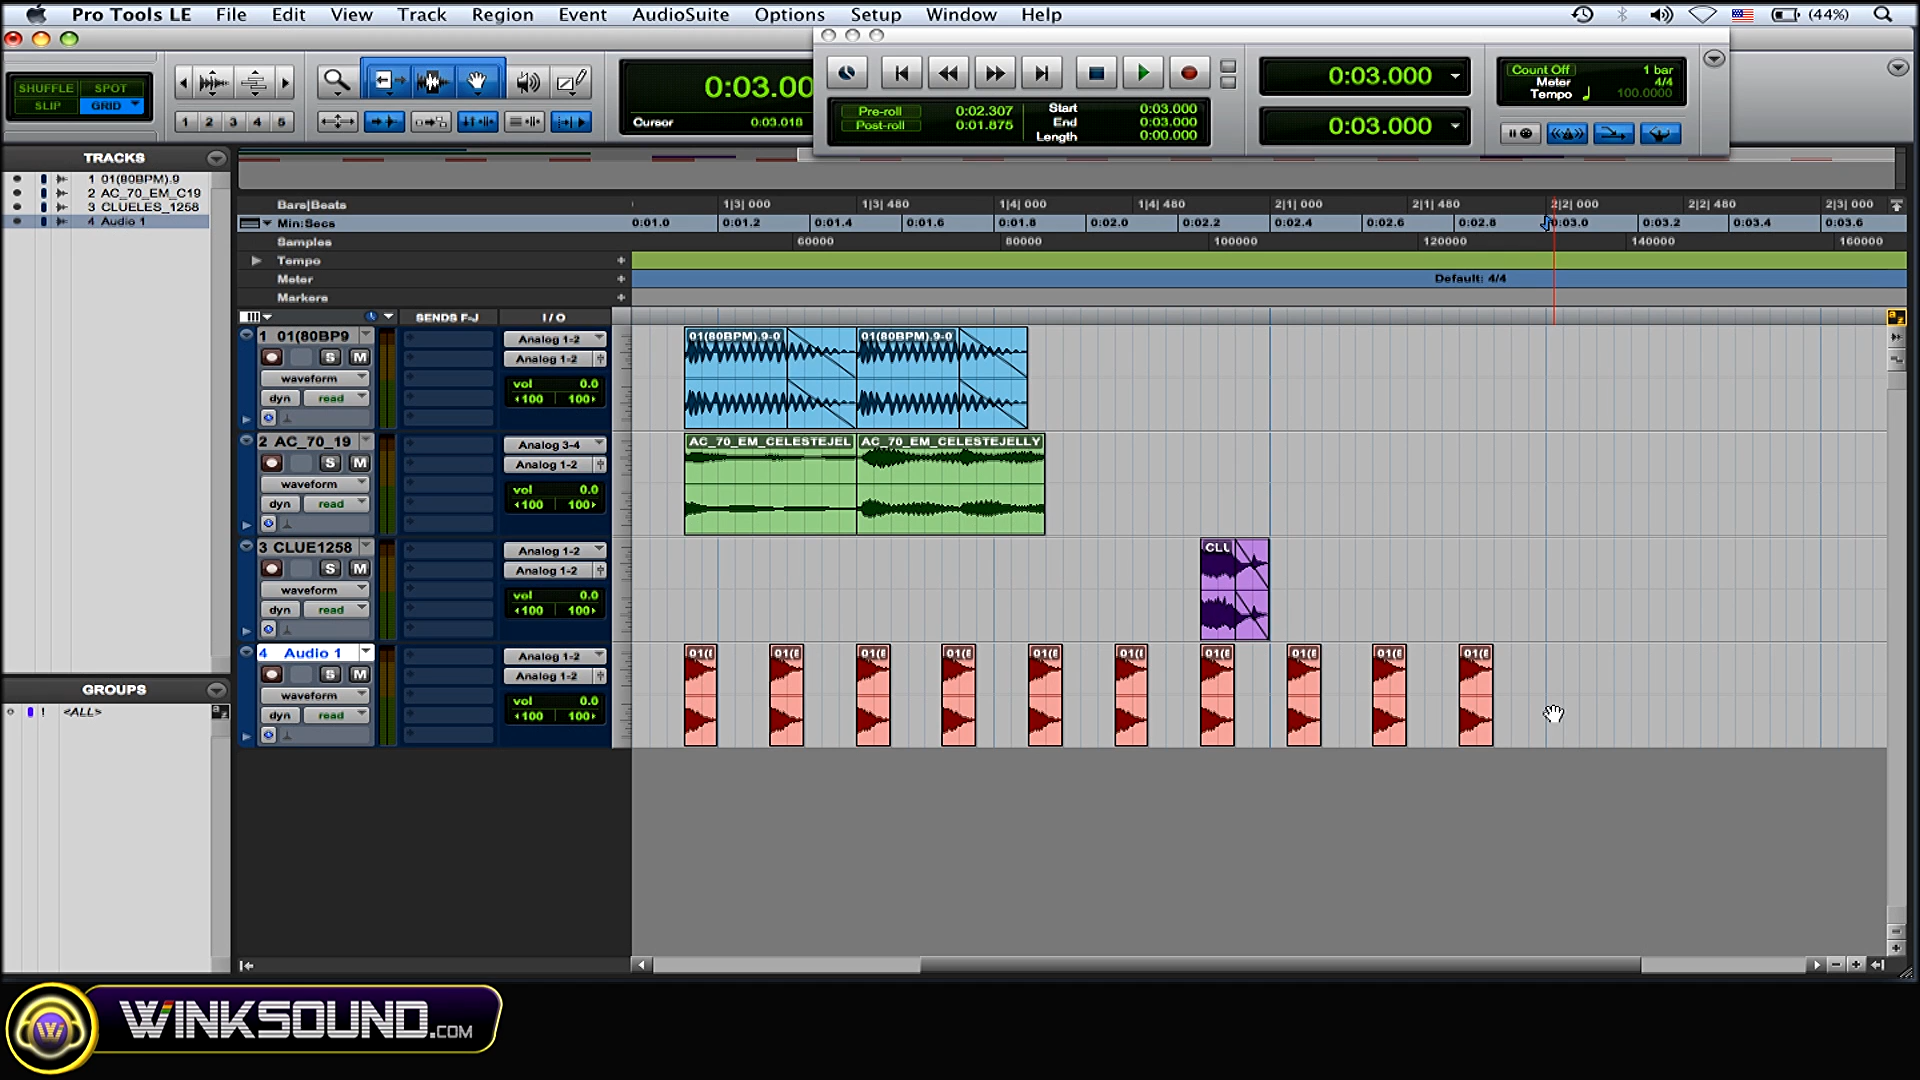 Pro Tools LE File Edit View Track Region Event AudioSuite Options Setup Window Help (44%)
SHUFFLE SPOT
SLIP GRID
1 2 3 4 5
0:03.00
Cursor 0:03.018
Pre-roll 0:02.307
Post-roll 0:01.875
Start 0:03.000
End 0:03.000
Length 0:00.000
0:03.000
0:03.000
Count Off 1 bar
Meter 4/4
Tempo 100.0000
TRACKS
1 01(80BPM).9
2 AC_70_EM_C19
3 CLUELES_1258
4 Audio 1
GROUPS
! <ALL>
Bars|Beats 1|3| 000 1|3| 480 1|4| 000 1|4| 480 2|1| 000 2|1| 480 2|2| 000 2|2| 480 2|3| 000
Min:Secs 0:01.0 0:01.2 0:01.4 0:01.6 0:01.8 0:02.0 0:02.2 0:02.4 0:02.6 0:02.8 0:03.0 0:03.2 0:03.4 0:03.6
Samples 60000 80000 100000 120000 140000 160000
Tempo
Meter Default: 4/4
Markers
SENDS F-J I / O
1 01(80BP9
S M
waveform
dyn read
Analog 1-2
Analog 1-2
vol 0.0
100 100
01(80BPM).9-0 01(80BPM).9-0
2 AC_70_19
S M
waveform
dyn read
Analog 3-4
Analog 1-2
vol 0.0
100 100
AC_70_EM_CELESTEJEL AC_70_EM_CELESTEJELLY
3 CLUE1258
S M
waveform
dyn read
Analog 1-2
Analog 1-2
vol 0.0
100 100
CLU
4 Audio 1
S M
waveform
dyn read
Analog 1-2
Analog 1-2
vol 0.0
100 100
WINKSOUND.COM